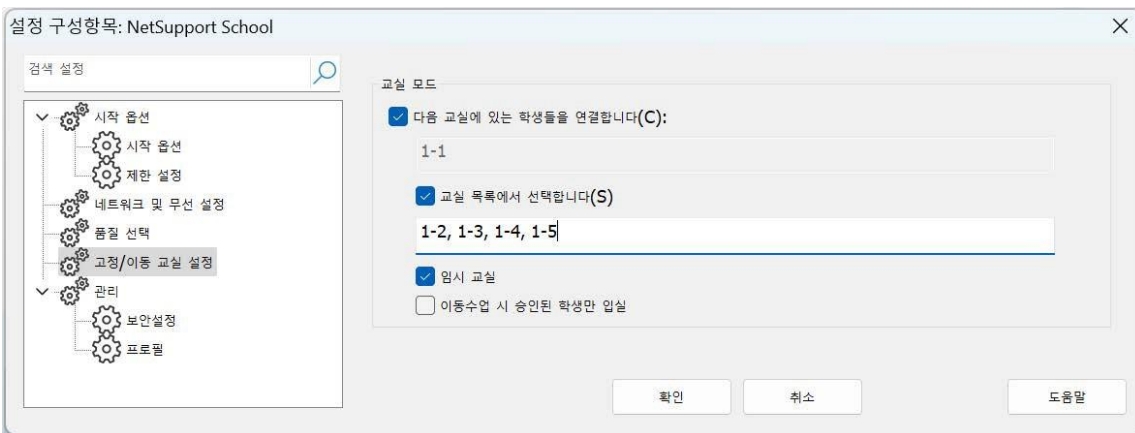 설정 구성항목: NetSupport School
검색 설정
시작 옵션
시작 옵션
제한 설정
네트워크 및 무선 설정
품질 선택
고정/이동 교실 설정
관리
보안설정
프로필
교실 모드
다음 교실에 있는 학생들을 연결합니다(C):
1-1
교실 목록에서 선택합니다(S)
1-2, 1-3, 1-4, 1-5
임시 교실
이동수업 시 승인된 학생만 입실
확인
취소
도움말